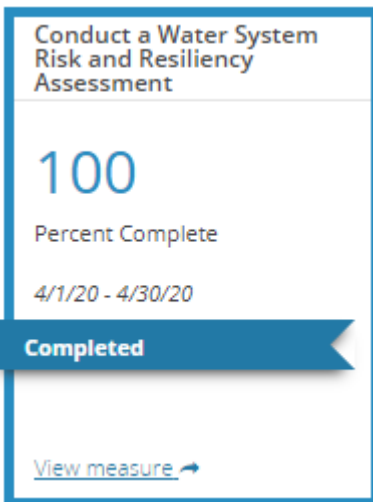 Conduct a Water System
Risk and Resiliency
Assessment
100
Percent Complete
4/1/20 - 4/30/20
Completed
View measure